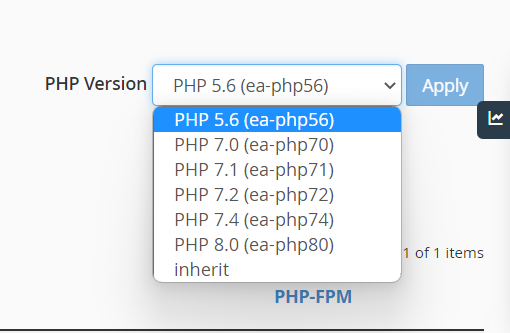 PHP Version
PHP 5.6 (ea-php56)
Apply
PHP 5.6 (ea-php56)
PHP 7.0 (ea-php70)
PHP 7.1 (ea-php71)
PHP 7.2 (ea-php72)
PHP 7.4 (ea-php74)
PHP 8.0 (ea-php80)
inherit
1 of 1 items
PHP-FPM